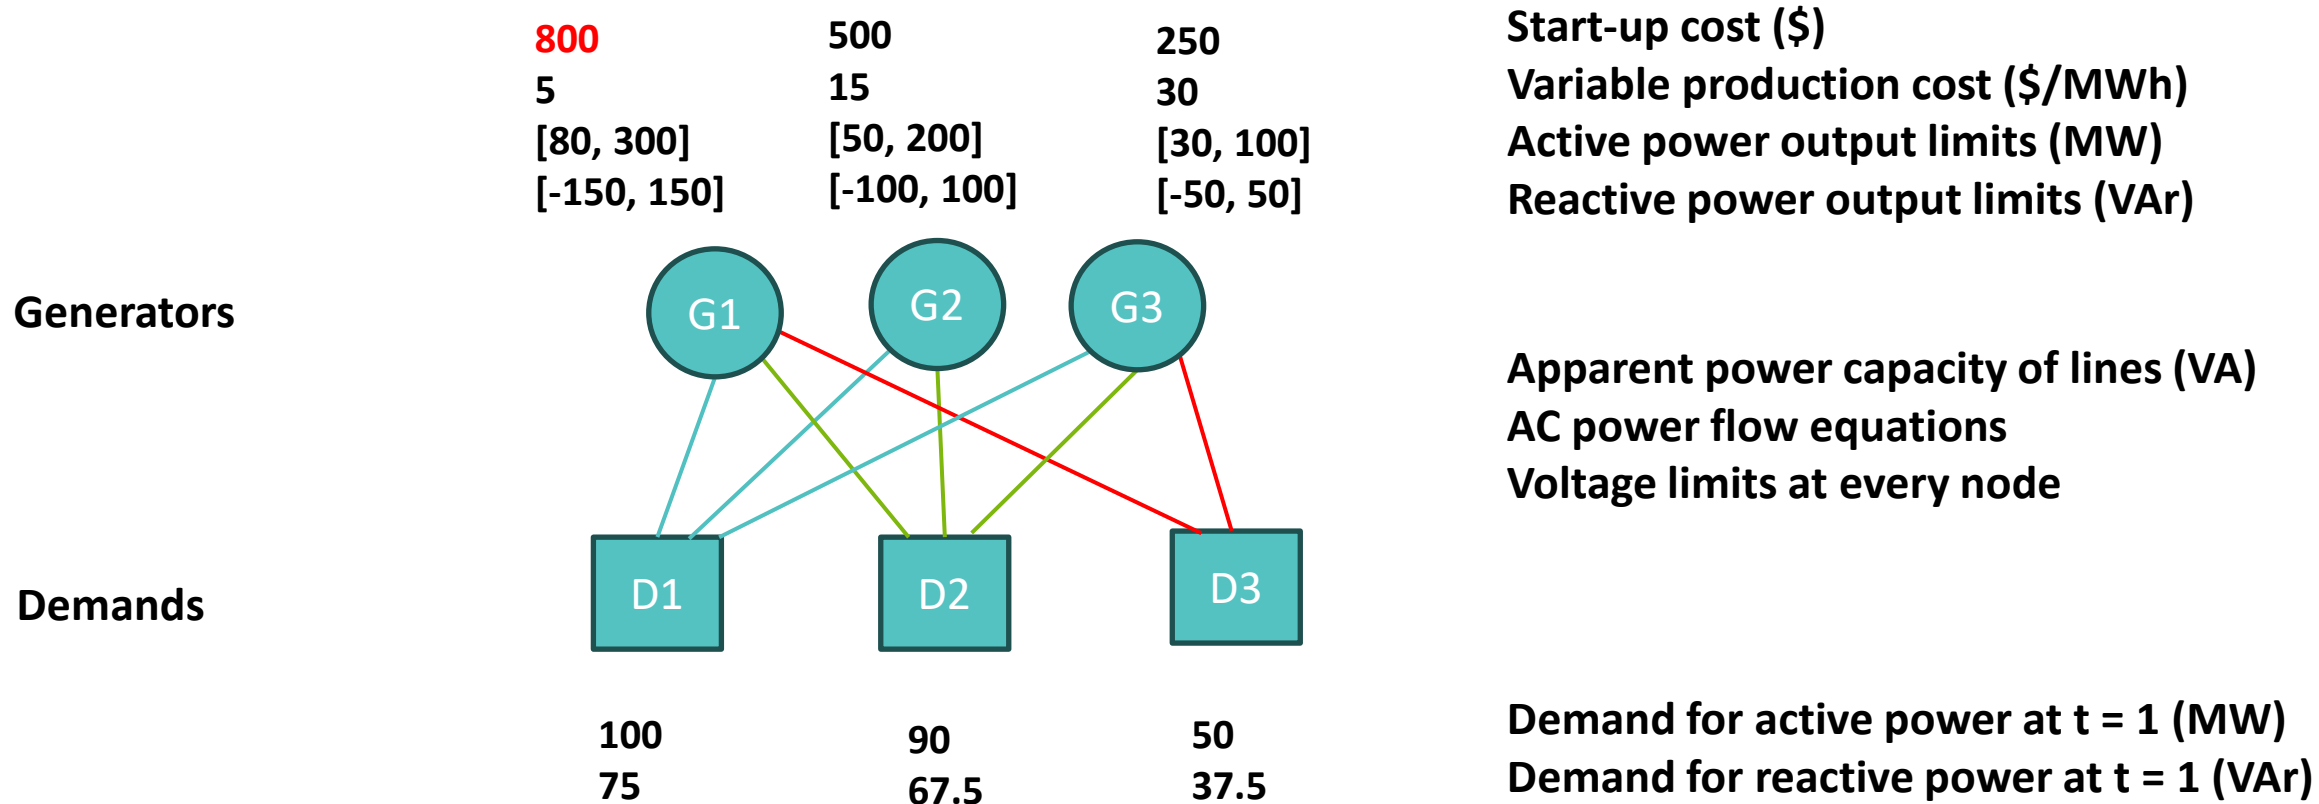 800 500 250 Start-up cost ($)
5 15 30 Variable production cost ($/MWh)
[80, 300] [50, 200] [30, 100] Active power output limits (MW)
[-150, 150] [-100, 100] [-50, 50] Reactive power output limits (VAr)
Generators G1 G2 G3
Apparent power capacity of lines (VA)
AC power flow equations
Voltage limits at every node
Demands D1 D2 D3
100 90 50 Demand for active power at t = 1 (MW)
75 67.5 37.5 Demand for reactive power at t = 1 (VAr)